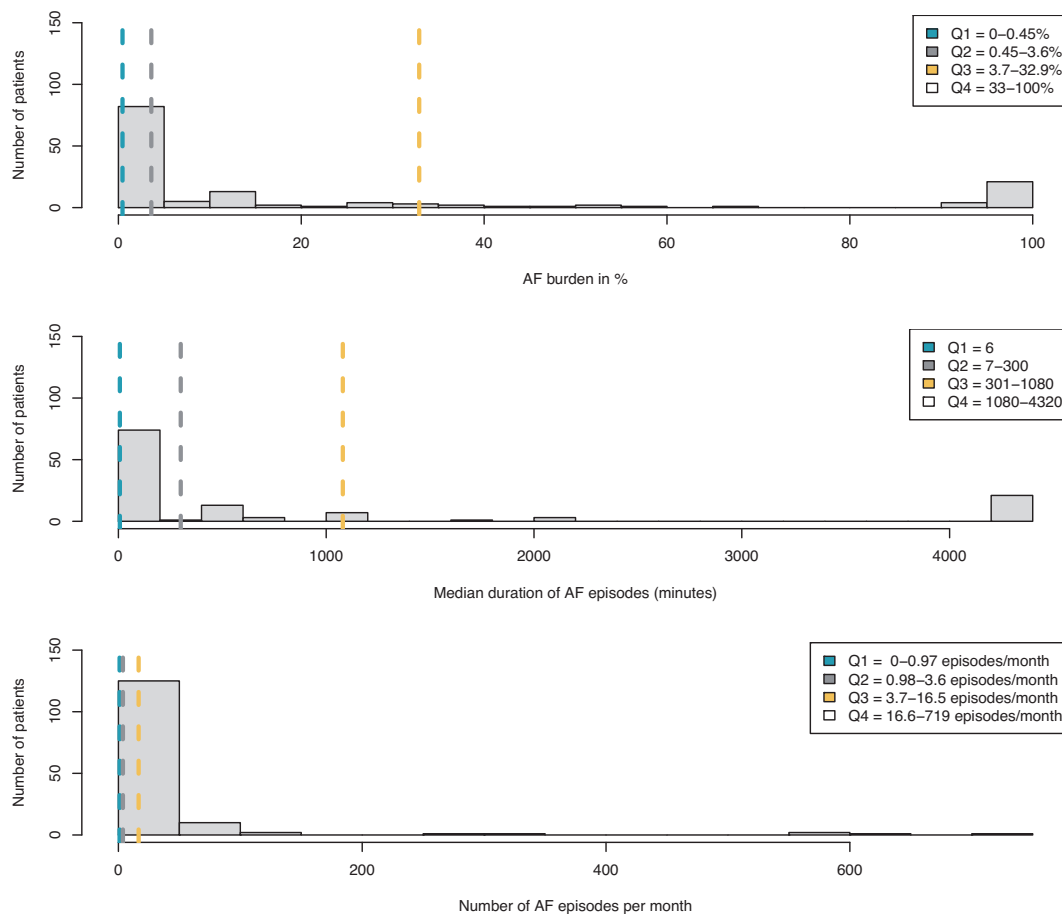 150
100
50
0
Number of patients
Q1 = 0–0.45%
Q2 = 0.45–3.6%
Q3 = 3.7–32.9%
Q4 = 33–100%
0 20 40 60 80 100
AF burden in %
150
100
50
0
Number of patients
Q1 = 6
Q2 = 7–300
Q3 = 301–1080
Q4 = 1080–4320
0 1000 2000 3000 4000
Median duration of AF episodes (minutes)
150
100
50
0
Number of patients
Q1 = 0–0.97 episodes/month
Q2 = 0.98–3.6 episodes/month
Q3 = 3.7–16.5 episodes/month
Q4 = 16.6–719 episodes/month
0 200 400 600
Number of AF episodes per month